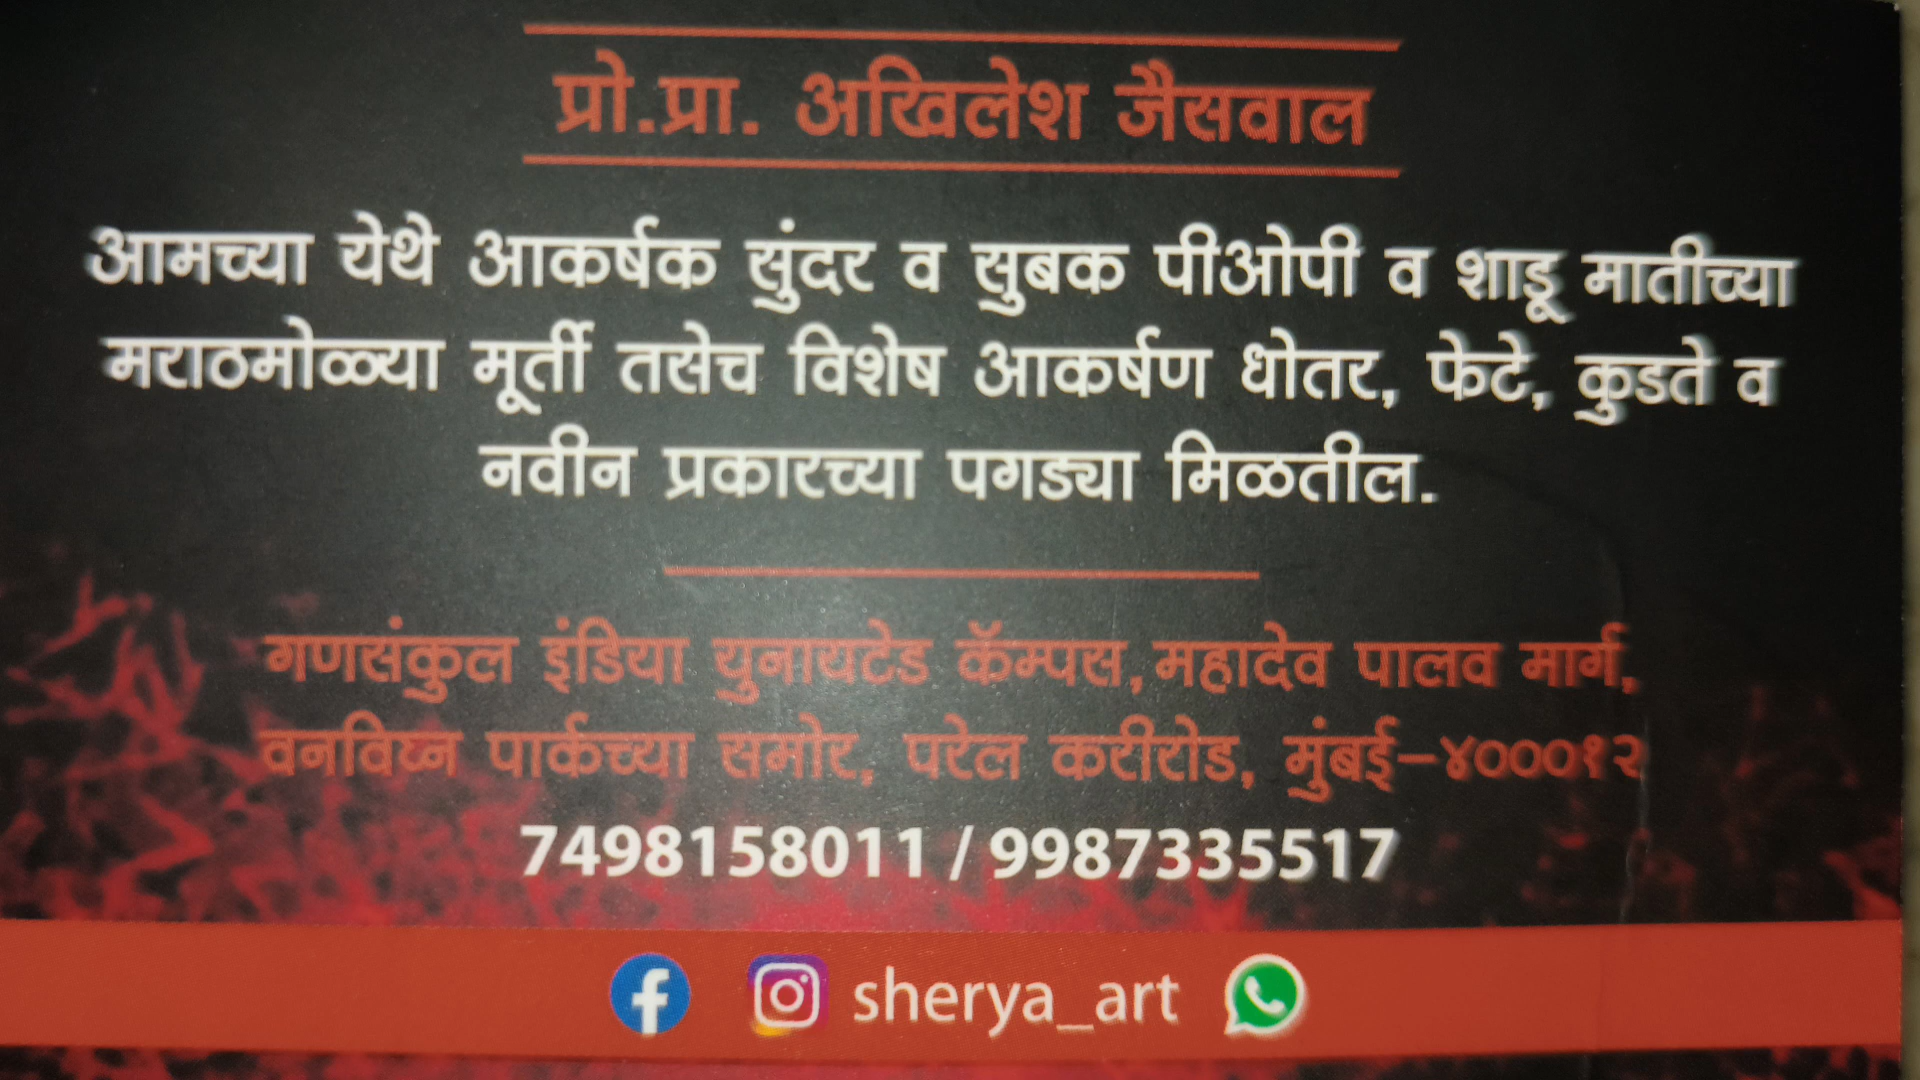 प्रो.प्रा. अखिलेश जैसवाल
आमच्या येथे आकर्षक सुंदर व सुबक पीओपी व शाडू मातीच्या
मराठमोळ्या मूर्ती तसेच विशेष आकर्षण धोतर, फेटे, कुडते व
नवीन प्रकारच्या पगड्या मिळतील.
गणसंकुल इंडिया युनायटेड कॅम्पस,महादेव पालव मार्ग,
वनविघ्न पार्कच्या समोर, परेल करीरोड, मुंबई-४०००१२
7498158011 / 9987335517
sherya_art